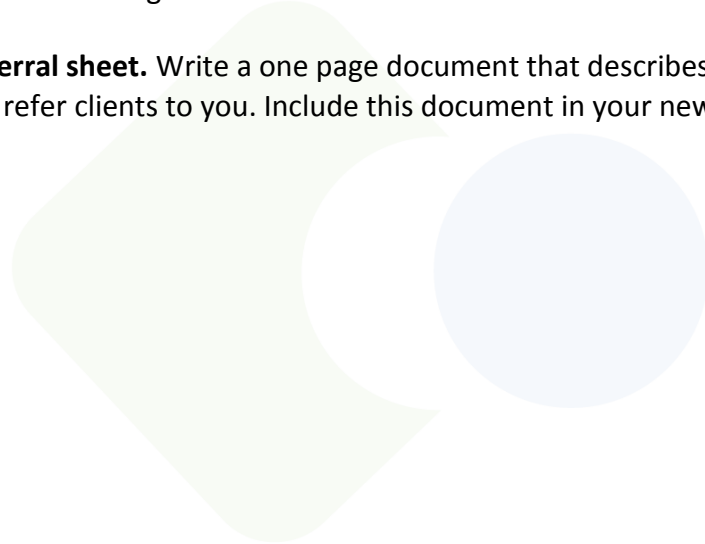 erral sheet. Write a one page document that describes
refer clients to you. Include this document in your new